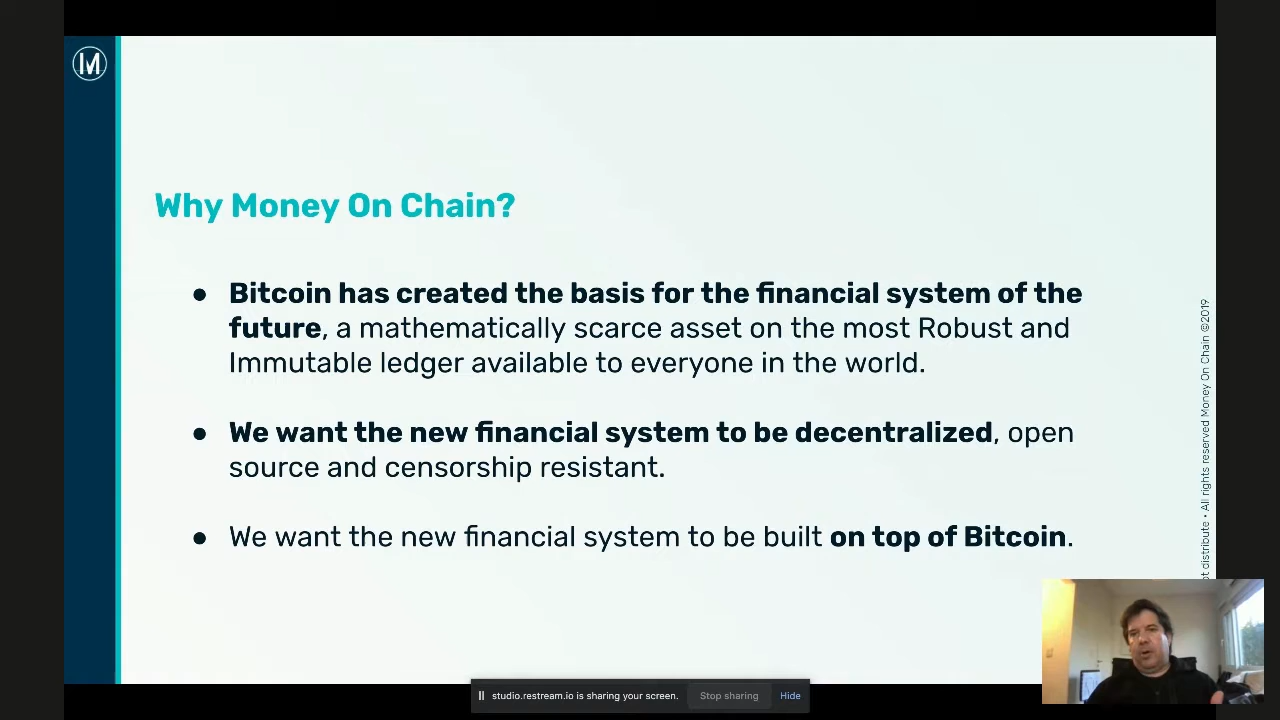 M
Why Money On Chain?
● Bitcoin has created the basis for the financial system of the
future, a mathematically scarce asset on the most Robust and
Immutable ledger available to everyone in the world.
● We want the new financial system to be decentralized, open
source and censorship resistant.
● We want the new financial system to be built on top of Bitcoin.
distribute • All rights reserved Money On Chain ©2019
studio.restream.io is sharing your screen. Stop sharing Hide